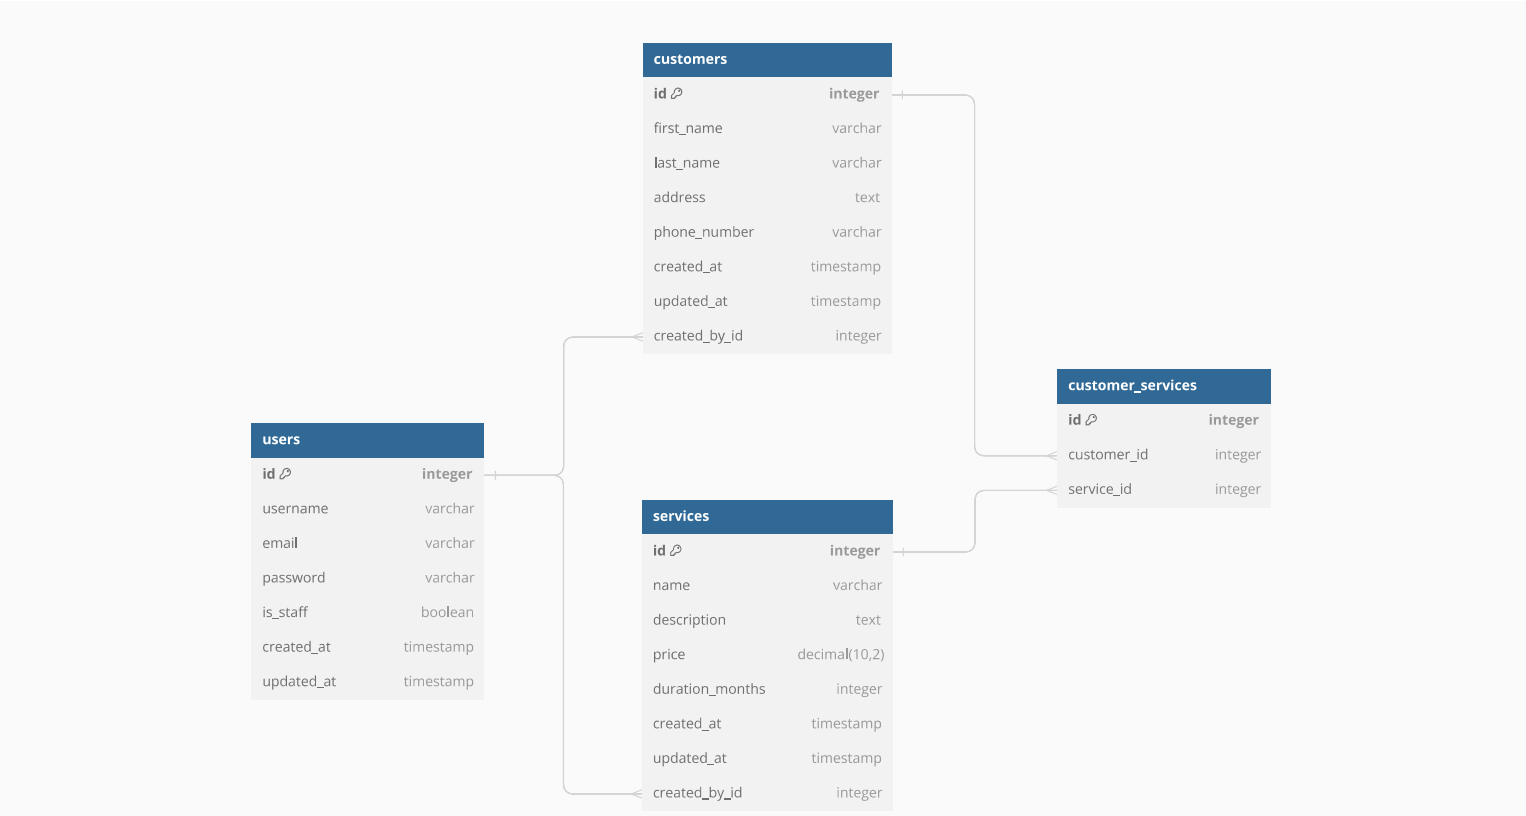 customers
id integer
first_name varchar
last_name varchar
address text
phone_number varchar
created_at timestamp
updated_at timestamp
created_by_id integer
customer_services
id integer
customer_id integer
service_id integer
users
id integer
username varchar
email varchar
password varchar
is_staff boolean
created_at timestamp
updated_at timestamp
services
id integer
name varchar
description text
price decimal(10,2)
duration_months integer
created_at timestamp
updated_at timestamp
created_by_id integer